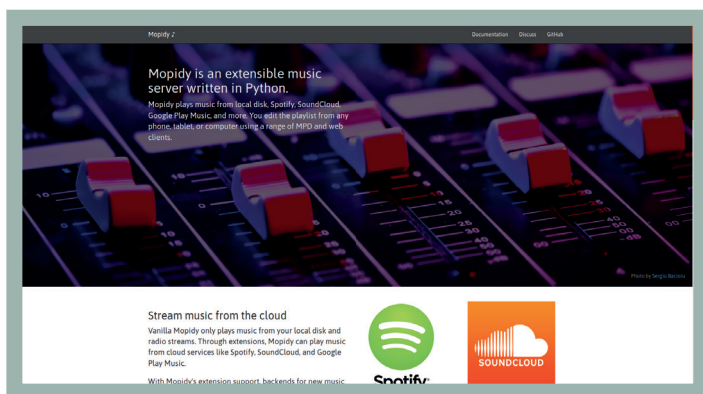 Mopidy ♪
Documentation Discuss GitHub
Mopidy is an extensible music
server written in Python.
Mopidy plays music from local disk, Spotify, SoundCloud,
Google Play Music, and more. You edit the playlist from any
phone, tablet, or computer using a range of MPD and web
clients.
Photo by
Stream music from the cloud
Vanilla Mopidy only plays music from your local disk and
radio streams. Through extensions, Mopidy can play music
from cloud services like Spotify, SoundCloud, and Google
Play Music.
With Mopidy's extension support, backends for new music
Spotify
SOUNDCLOUD